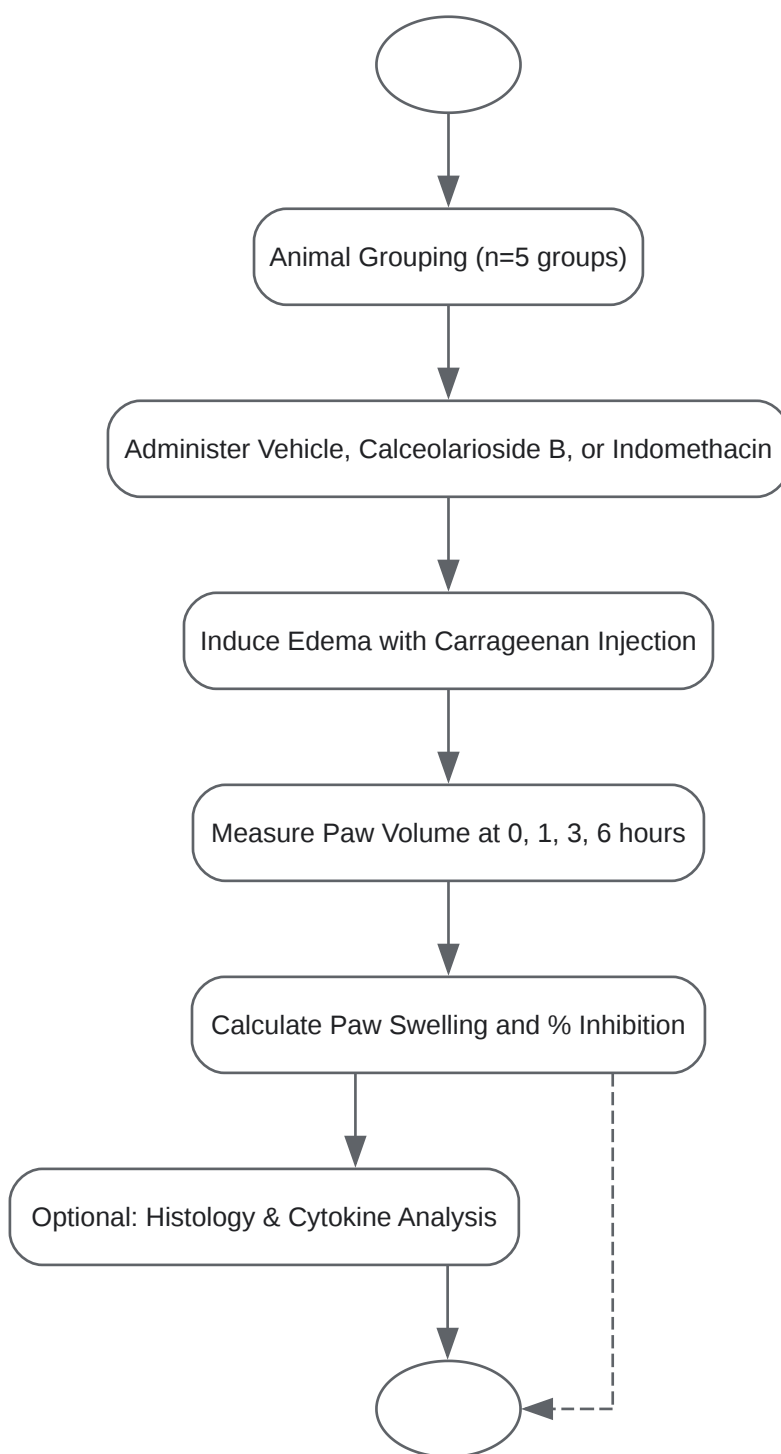 Animal Grouping (n=5 groups)
Administer Vehicle, Calceolarioside B, or Indomethacin
Induce Edema with Carrageenan Injection
Measure Paw Volume at 0, 1, 3, 6 hours
Calculate Paw Swelling and % Inhibition
Optional: Histology & Cytokine Analysis